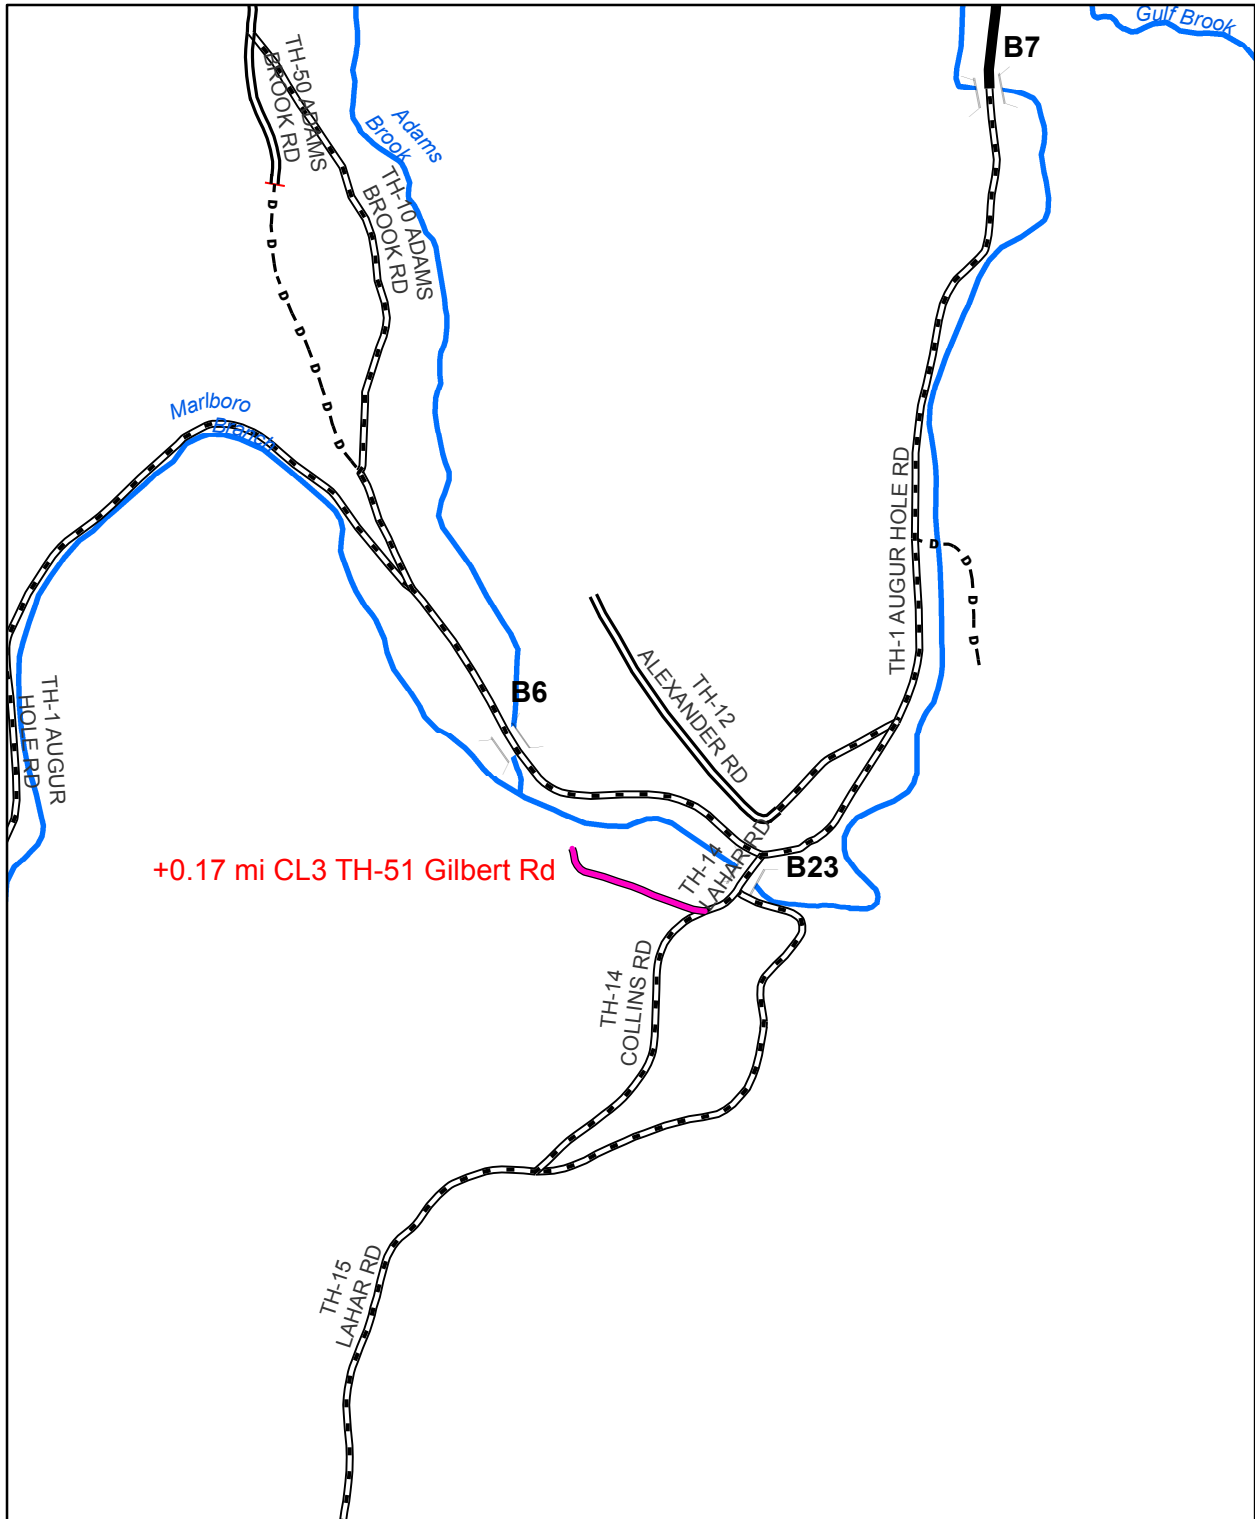 Gulf Brook
B7
TH-50 ADAMS
BROOK RD
Adams
Brook
TH-10 ADAMS
BROOK RD
D
D
D
D
D
D
D
Marlboro
Branch
TH-1 AUGUR HOLE RD
D
D
D
D
TH-1 AUGUR
HOLE RD
B6
TH-12
ALEXANDER RD
+0.17 mi CL3 TH-51 Gilbert Rd
TH-14
LAHAR RD
B23
TH-14
COLLINS RD
TH-15
LAHAR RD